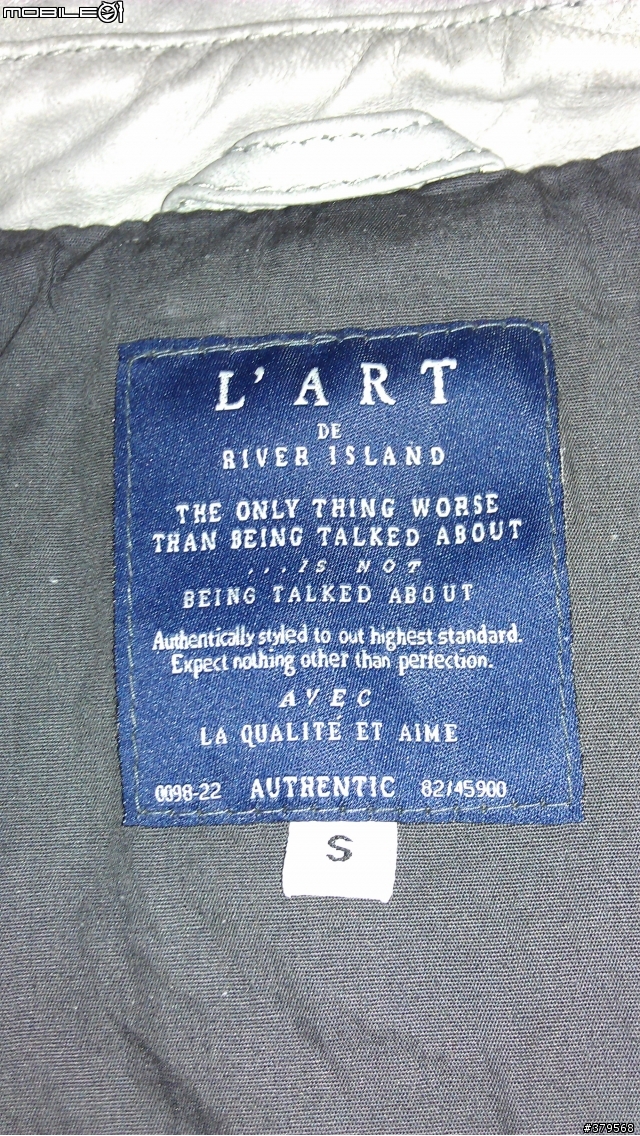 MOBILE01
L'ART
DE
RIVER ISLAND
THE ONLY THING WORSE
THAN BEING TALKED ABOUT
...IS NOT
BEING TALKED ABOUT
Authentically styled to out highest standard.
Expect nothing other than perfection.
AVEC
LA QUALITÉ ET AIME
0098-22 AUTHENTIC 82/45900
S
#379568